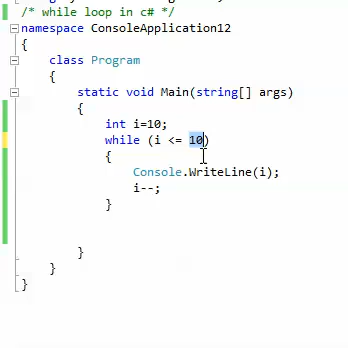 /* while loop in c# */
namespace ConsoleApplication12
{
class Program
{
static void Main(string[] args)
{
int i=10;
while (i <= 10)
{
Console.WriteLine(i);
i--;
}
}
}
}